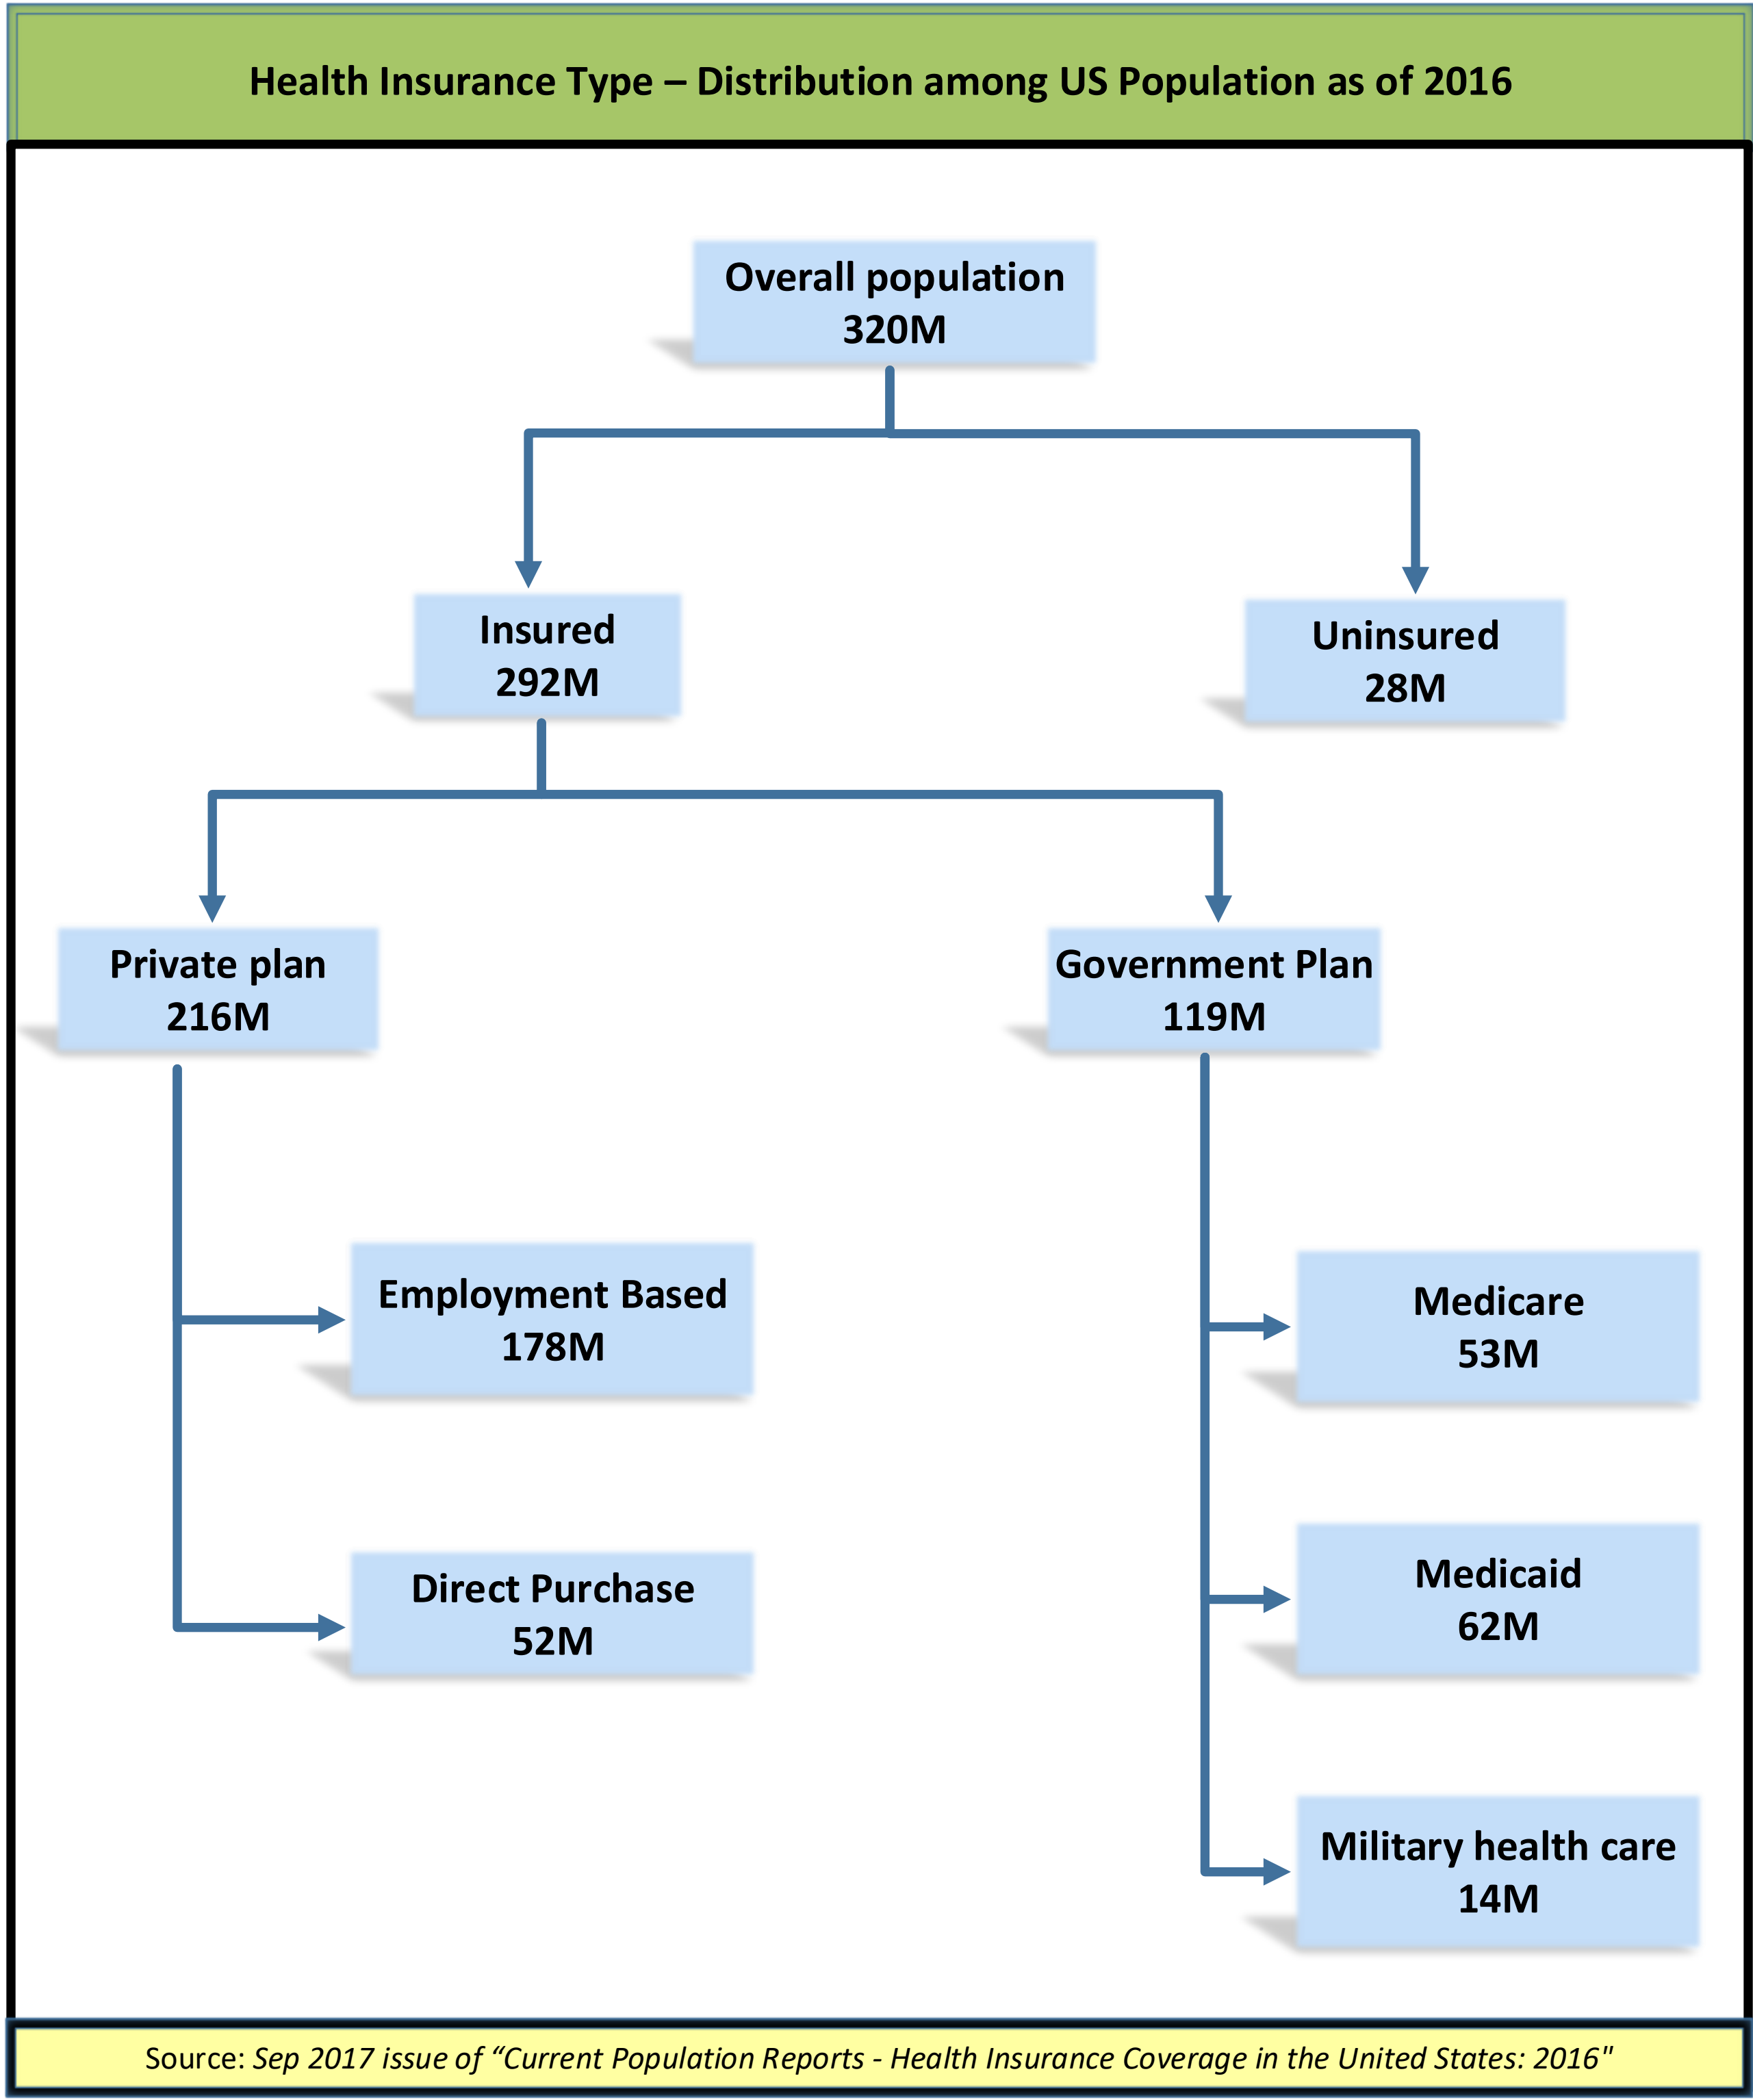 Health Insurance Type – Distribution among US Population as of 2016
Overall population
320M
Insured
292M
Uninsured
28M
Private plan
216M
Government Plan
119M
Employment Based
178M
Medicare
53M
Direct Purchase
52M
Medicaid
62M
Military health care
14M
Source: Sep 2017 issue of “Current Population Reports - Health Insurance Coverage in the United States: 2016"